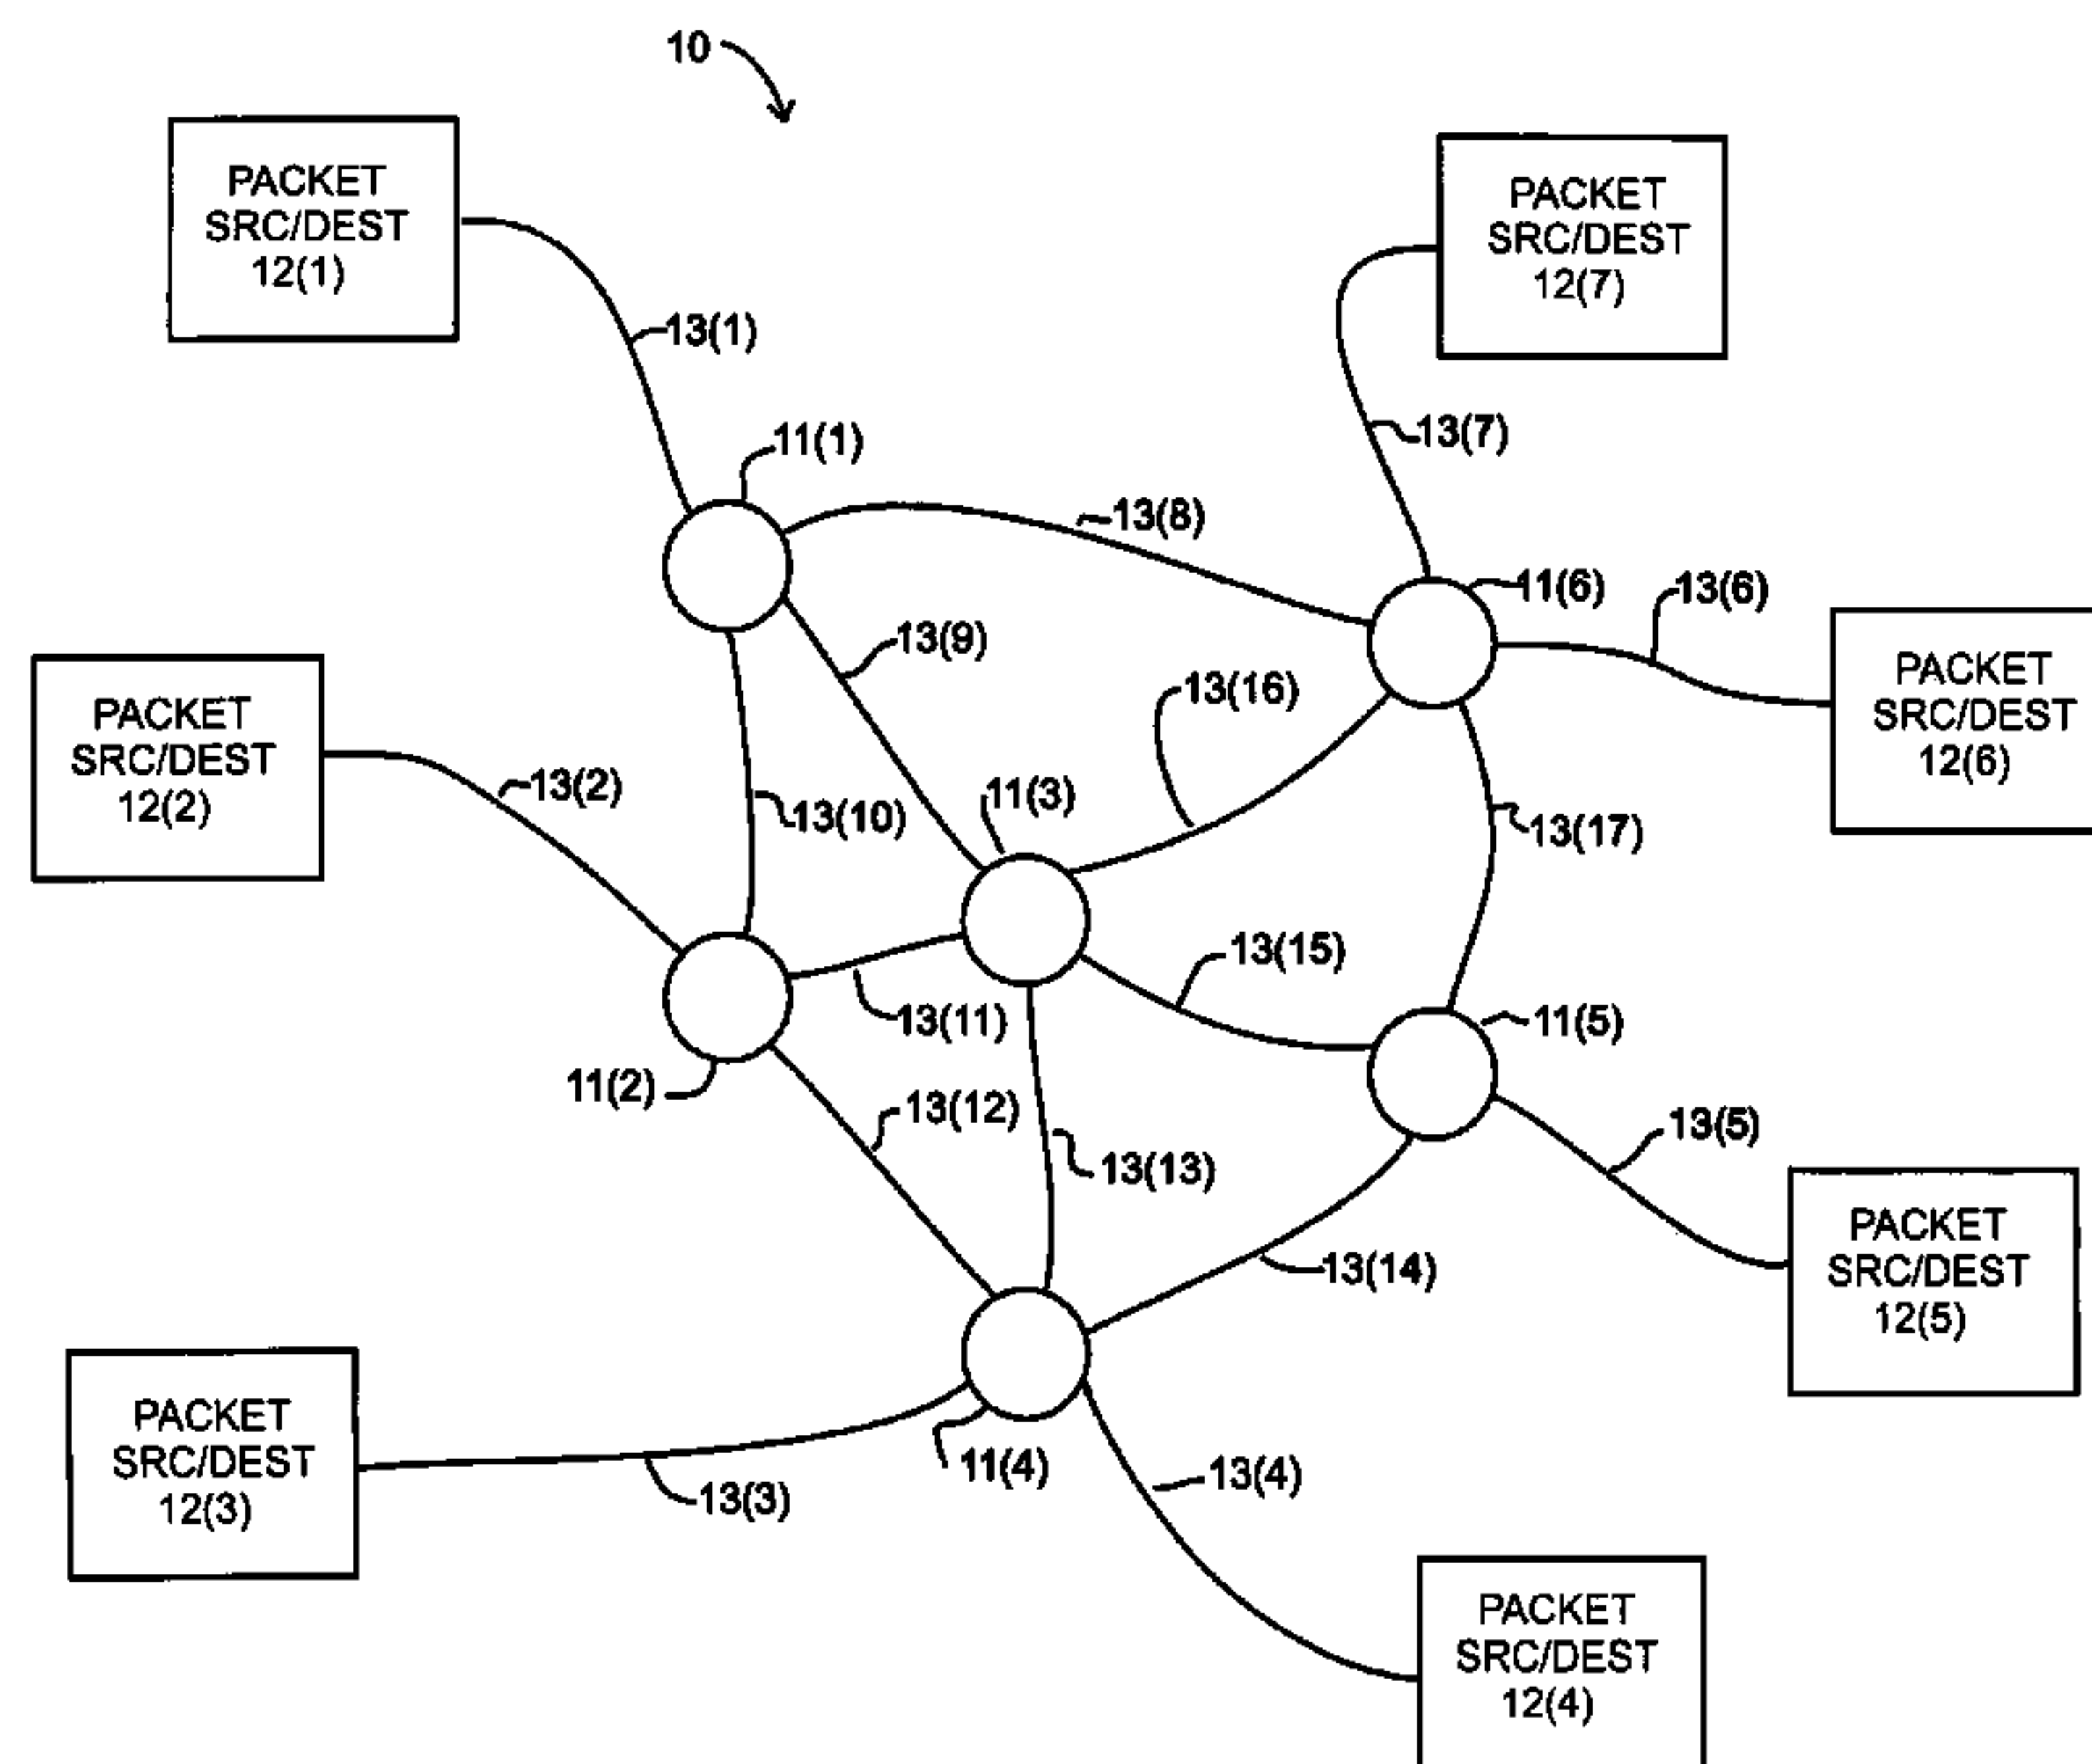 10
PACKET
SRC/DEST
12(1)
PACKET
SRC/DEST
12(7)
13(1)
13(7)
11(1)
13(8)
11(6)
13(6)
13(9)
PACKET
SRC/DEST
12(6)
13(16)
PACKET
SRC/DEST
12(2)
13(2)
13(10)
11(3)
13(17)
13(15)
13(11)
11(5)
11(2)
13(12)
13(5)
13(13)
PACKET
SRC/DEST
12(5)
13(14)
PACKET
SRC/DEST
12(3)
11(4)
13(4)
13(3)
PACKET
SRC/DEST
12(4)